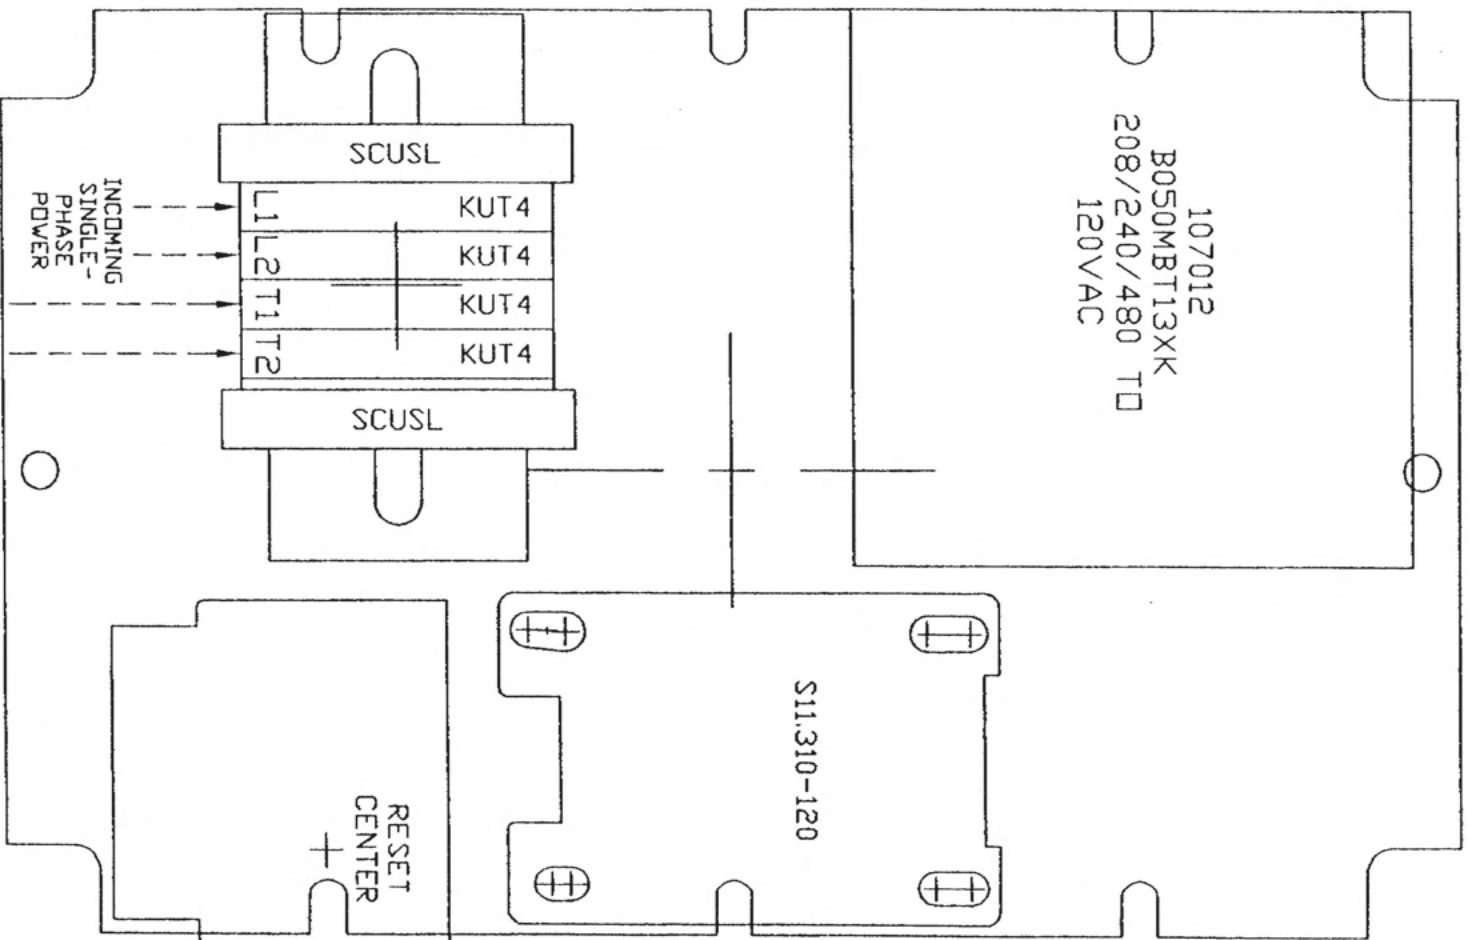 SCUSL
L1 KUT4
L2 KUT4
T1 KUT4
T2 KUT4
SCUSL
INCOMING
SINGLE-
PHASE
POWER
107012
B050MBT13XK
208/240/480 TO
120VAC
S11.310-120
RESET
CENTER